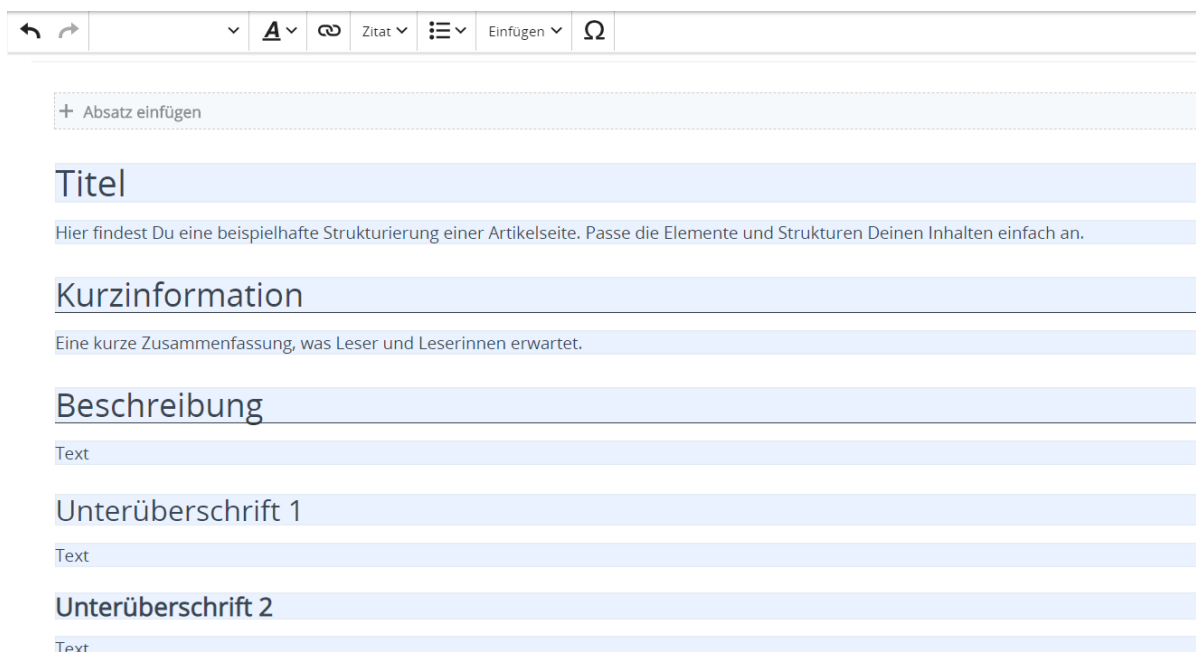 A
Zitat
Einfügen
Ω
+ Absatz einfügen
Titel
Hier findest Du eine beispielhafte Strukturierung einer Artikelseite. Passe die Elemente und Strukturen Deinen Inhalten einfach an.
Kurzinformation
Eine kurze Zusammenfassung, was Leser und Leserinnen erwartet.
Beschreibung
Text
Unterüberschrift 1
Text
Unterüberschrift 2
Text